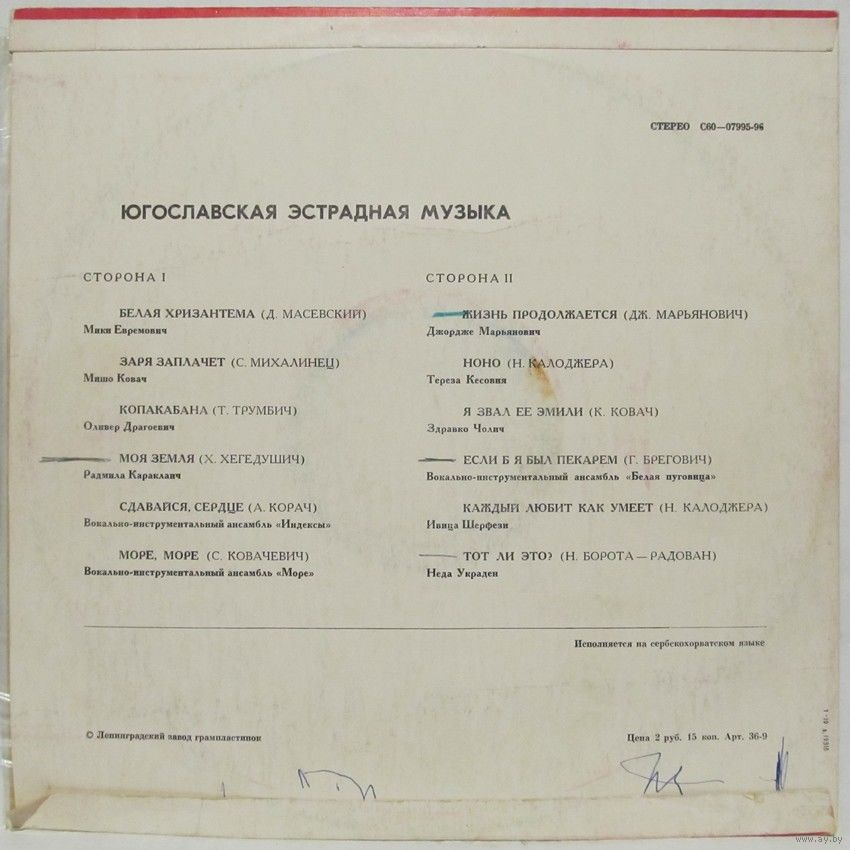 СТЕРЕО С60—07995-96
ЮГОСЛАВСКАЯ ЭСТРАДНАЯ МУЗЫКА
СТОРОНА I
БЕЛАЯ ХРИЗАНТЕМА (Д. МАСЕВСКИЙ)
Мики Евремович
ЗАРЯ ЗАПЛАЧЕТ (С. МИХАЛИНЕЦ)
Мишо Ковач
КОПАКАБАНА (Т. ТРУМБИЧ)
Оливер Драгоевич
МОЯ ЗЕМЛЯ (Х. ХЕГЕДУШИЧ)
Радмила Караклаич
СДАВАЙСЯ, СЕРДЦЕ (А. КОРАЧ)
Вокально-инструментальный ансамбль «Индексы»
МОРЕ, МОРЕ (С. КОВАЧЕВИЧ)
Вокально-инструментальный ансамбль «Море»
СТОРОНА II
ЖИЗНЬ ПРОДОЛЖАЕТСЯ (ДЖ. МАРЬЯНОВИЧ)
Джордже Марьянович
НОНО (Н. КАЛОДЖЕРА)
Тереза Кесовия
Я ЗВАЛ ЕЕ ЭМИЛИ (К. КОВАЧ)
Здравко Чолич
ЕСЛИ Б Я БЫЛ ПЕКАРЕМ (Г. БРЕГОВИЧ)
Вокально-инструментальный ансамбль «Белая пуговица»
КАЖДЫЙ ЛЮБИТ КАК УМЕЕТ (Н. КАЛОДЖЕРА)
Ивица Шерфези
ТОТ ЛИ ЭТО? (Н. БОРОТА — РАДОВАН)
Неда Украден
Исполняется на сербскохорватском языке
© Ленинградский завод грампластинок
Цена 2 руб. 15 коп. Арт. 36-9
www.ay.by